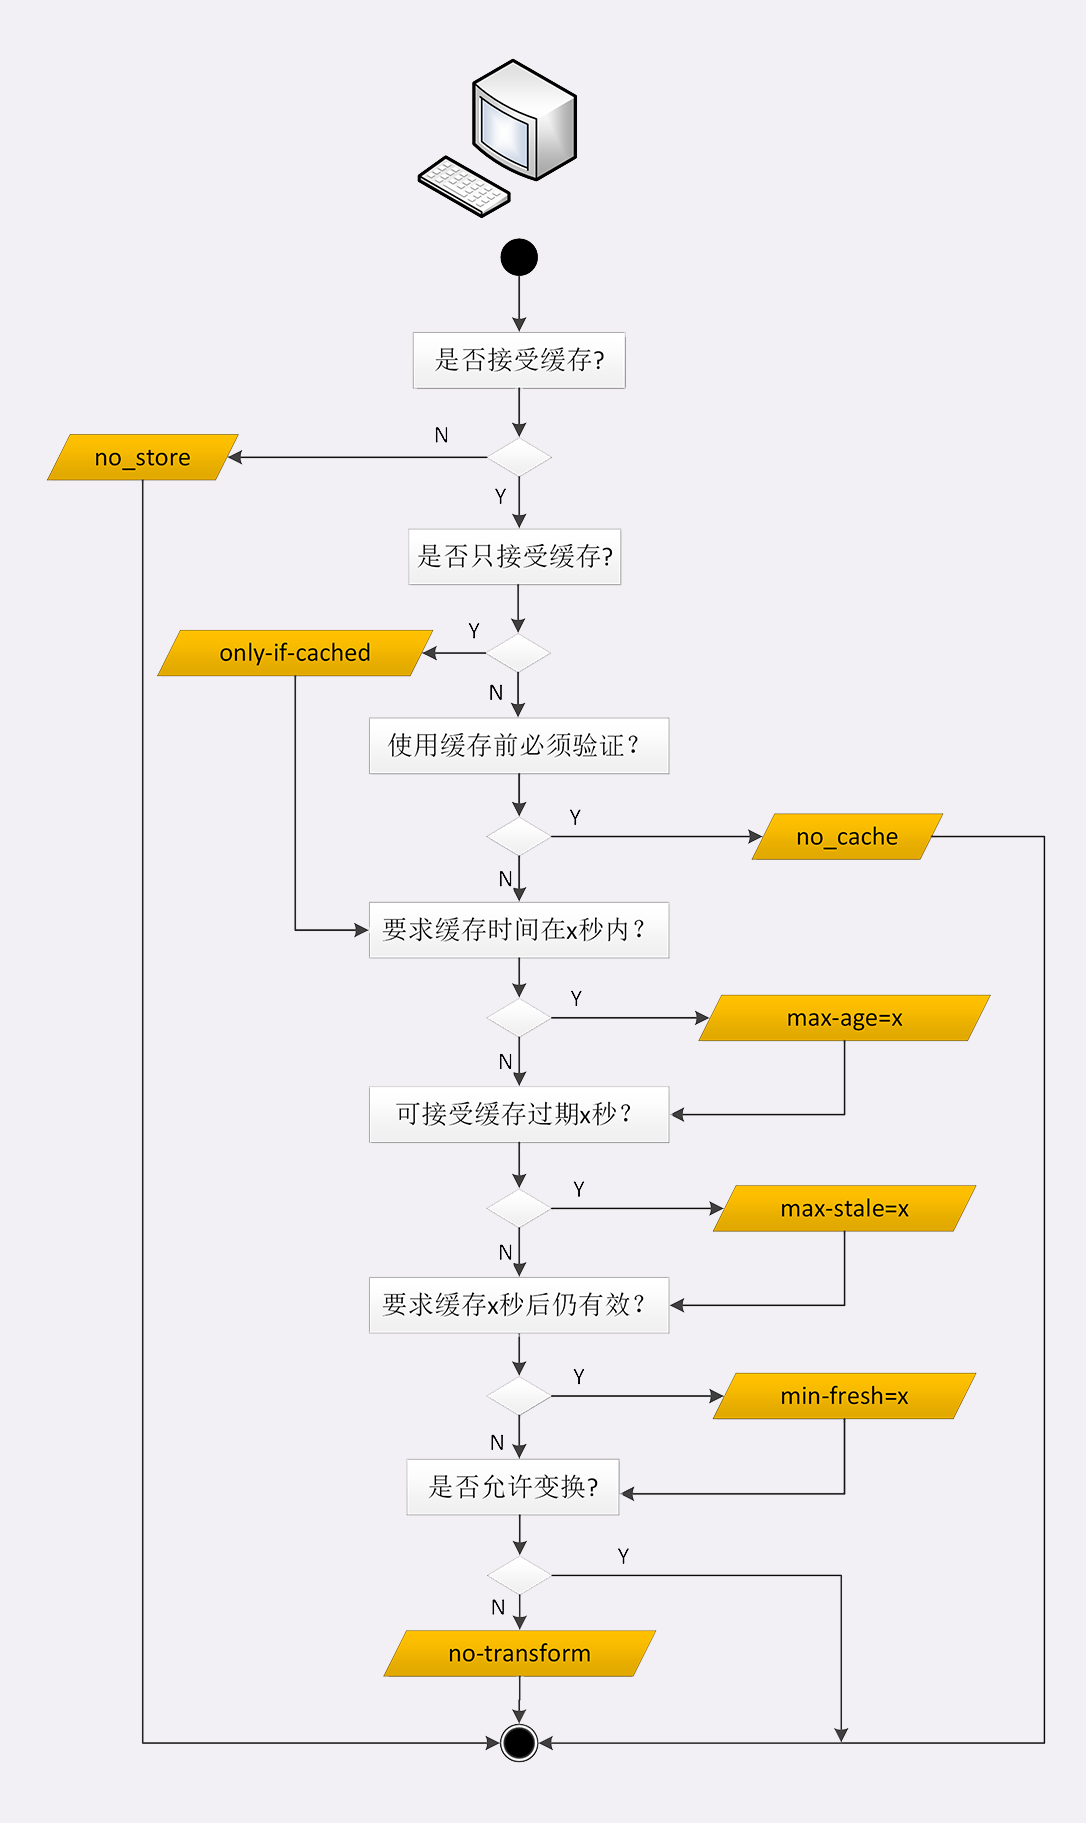 是否接受缓存?
N
no_store
Y
是否只接受缓存?
Y
only-if-cached
N
使用缓存前必须验证？
Y
no_cache
N
要求缓存时间在x秒内？
Y
max-age=x
N
可接受缓存过期x秒？
Y
max-stale=x
N
要求缓存x秒后仍有效？
Y
min-fresh=x
N
是否允许变换?
Y
N
no-transform